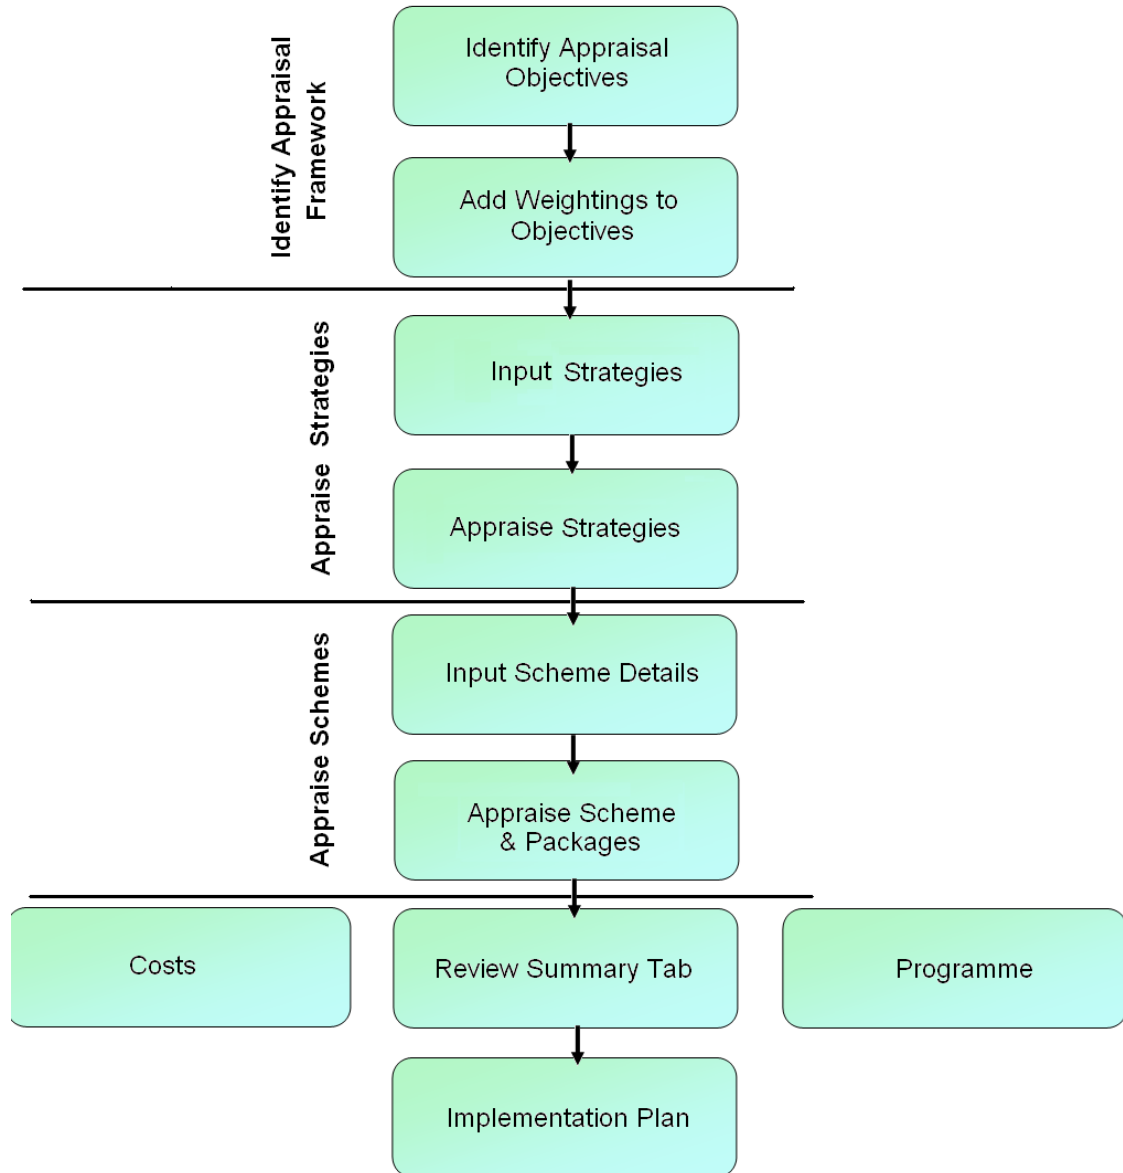 Identify Appraisal
Framework
Identify Appraisal
Objectives
Add Weightings to
Objectives
Appraise Strategies
Input Strategies
Appraise Strategies
Appraise Schemes
Input Scheme Details
Appraise Scheme
& Packages
Costs
Review Summary Tab
Programme
Implementation Plan